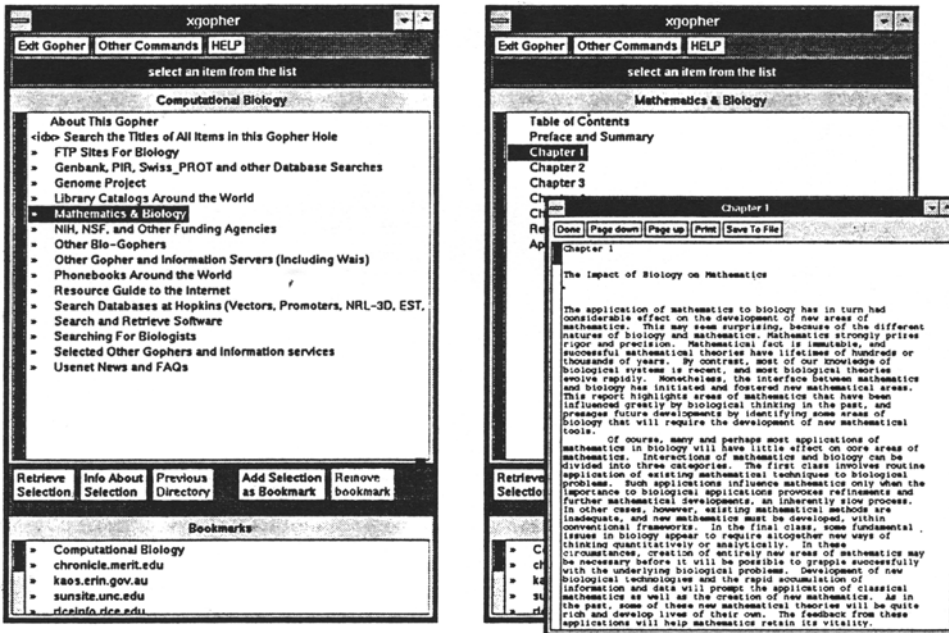 xgopher
Exit Gopher Other Commands HELP
select an item from the list
Computational Biology
About This Gopher
<idx> Search the Titles of All Items in this Gopher Hole
» FTP Sites For Biology
» Genbank, PIR, Swiss_PROT and other Database Searches
» Genome Project
» Library Catalogs Around the World
» Mathematics & Biology
» NIH, NSF, and Other Funding Agencies
» Other Bio-Gophers
» Other Gopher and Information Servers (Including Wais)
» Phonebooks Around the World
» Resource Guide to the Internet
» Search Databases at Hopkins (Vectors, Promoters, NRL-3D, EST,
» Search and Retrieve Software
» Searching For Biologists
» Selected Other Gophers and Information services
» Usenet News and FAQs
Retrieve Selection Info About Selection Previous Directory Add Selection as Bookmark Remove bookmark
Bookmarks
» Computational Biology
» chronicle.merit.edu
» kaos.erin.gov.au
» sunsite.unc.edu
» riceinfo.rice.edu
xgopher
Exit Gopher Other Commands HELP
select an item from the list
Mathematics & Biology
Table of Contents
Preface and Summary
Chapter 1
Chapter 2
Chapter 3
Ch
Re
Ap
Retrieve
Selectio
» Co
» ch
» ka
» su
Chapter 1
Done Page down Page up Print Save To File
Chapter 1
The Impact of Biology on Mathematics
The application of mathematics to biology has in turn had
considerable effect on the development of new areas of
mathematics. This may seem surprising, because of the different
natures of biology and mathematics. Mathematics strongly prizes
rigor and precision. Mathematical fact is immutable, and
successful mathematical theories have lifetimes of hundreds or
thousands of years. By contrast, most of our knowledge of
biological systems is recent, and most biological theories
evolve rapidly. Nonetheless, the interface between mathematics
and biology has initiated and fostered new mathematical areas.
This report highlights areas of mathematics that have been
influenced greatly by biological thinking in the past, and
presages future developments by identifying some areas of
biology that will require the development of new mathematical
tools.
Of course, many and perhaps most applications of
mathematics in biology will have little effect on core areas of
mathematics. Interactions of mathematics and biology can be
divided into three categories. The first class involves routine
application of existing mathematical techniques to biological
problems. Such applications influence mathematics only when the
importance to biological applications provokes refinements and
further mathematical developments, an inherently slow process.
In other cases, however, existing mathematical methods are
inadequate, and new mathematics must be developed, within
conventional frameworks. In the final class, some fundamental
issues in biology appear to require altogether new ways of
thinking quantitatively or analytically. In these
circumstances, creation of entirely new areas of mathematics may
be necessary before it will be possible to grapple successfully
with the underlying biological problems. Development of new
biological technologies and the rapid accumulation of
information and data will prompt the application of classical
mathematics as well as the creation of new mathematics. As in
the past, some of these new mathematical theories will be quite
rich and develop lives of their own. The feedback from these
applications will help mathematics retain its vitality.